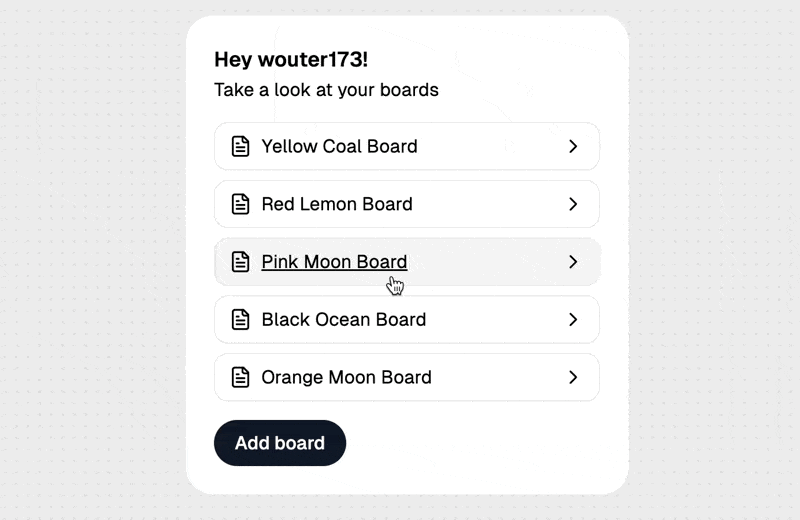 Hey wouter173!
Take a look at your boards
Yellow Coal Board
Red Lemon Board
Pink Moon Board
Black Ocean Board
Orange Moon Board
Add board